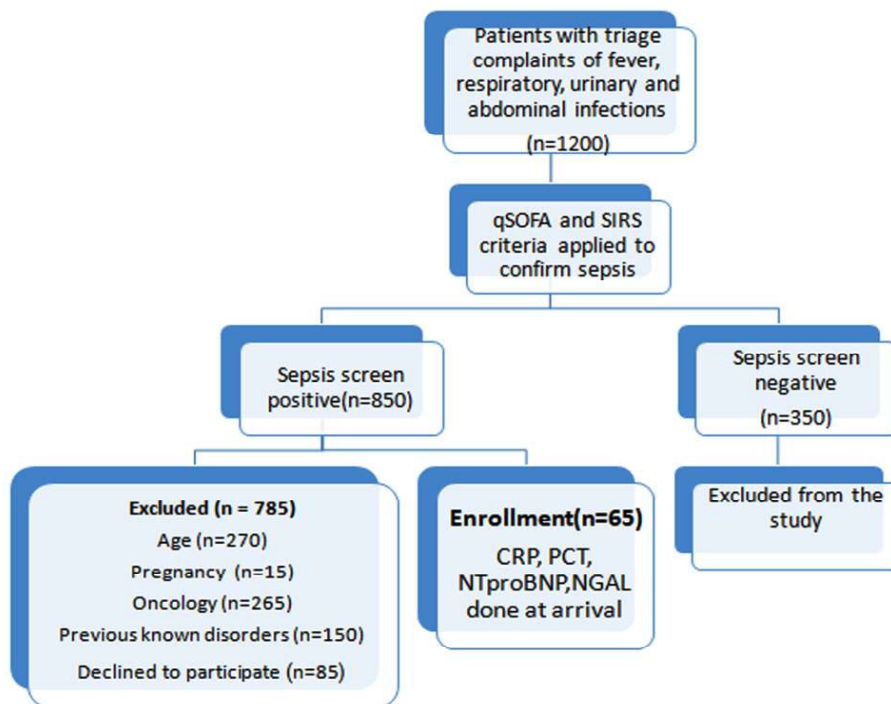 Patients with triage
complaints of fever,
respiratory, urinary and
abdominal infections
(n=1200)
qSOFA and SIRS
criteria applied to
confirm sepsis
Sepsis screen
positive(n=850)
Sepsis screen
negative
(n=350)
Excluded (n = 785)
Age (n=270)
Pregnancy (n=15)
Oncology (n=265)
Previous known disorders (n=150)
Declined to participate (n=85)
Enrollment(n=65)
CRP, PCT,
NTproBNP,NGAL
done at arrival
Excluded from the
study